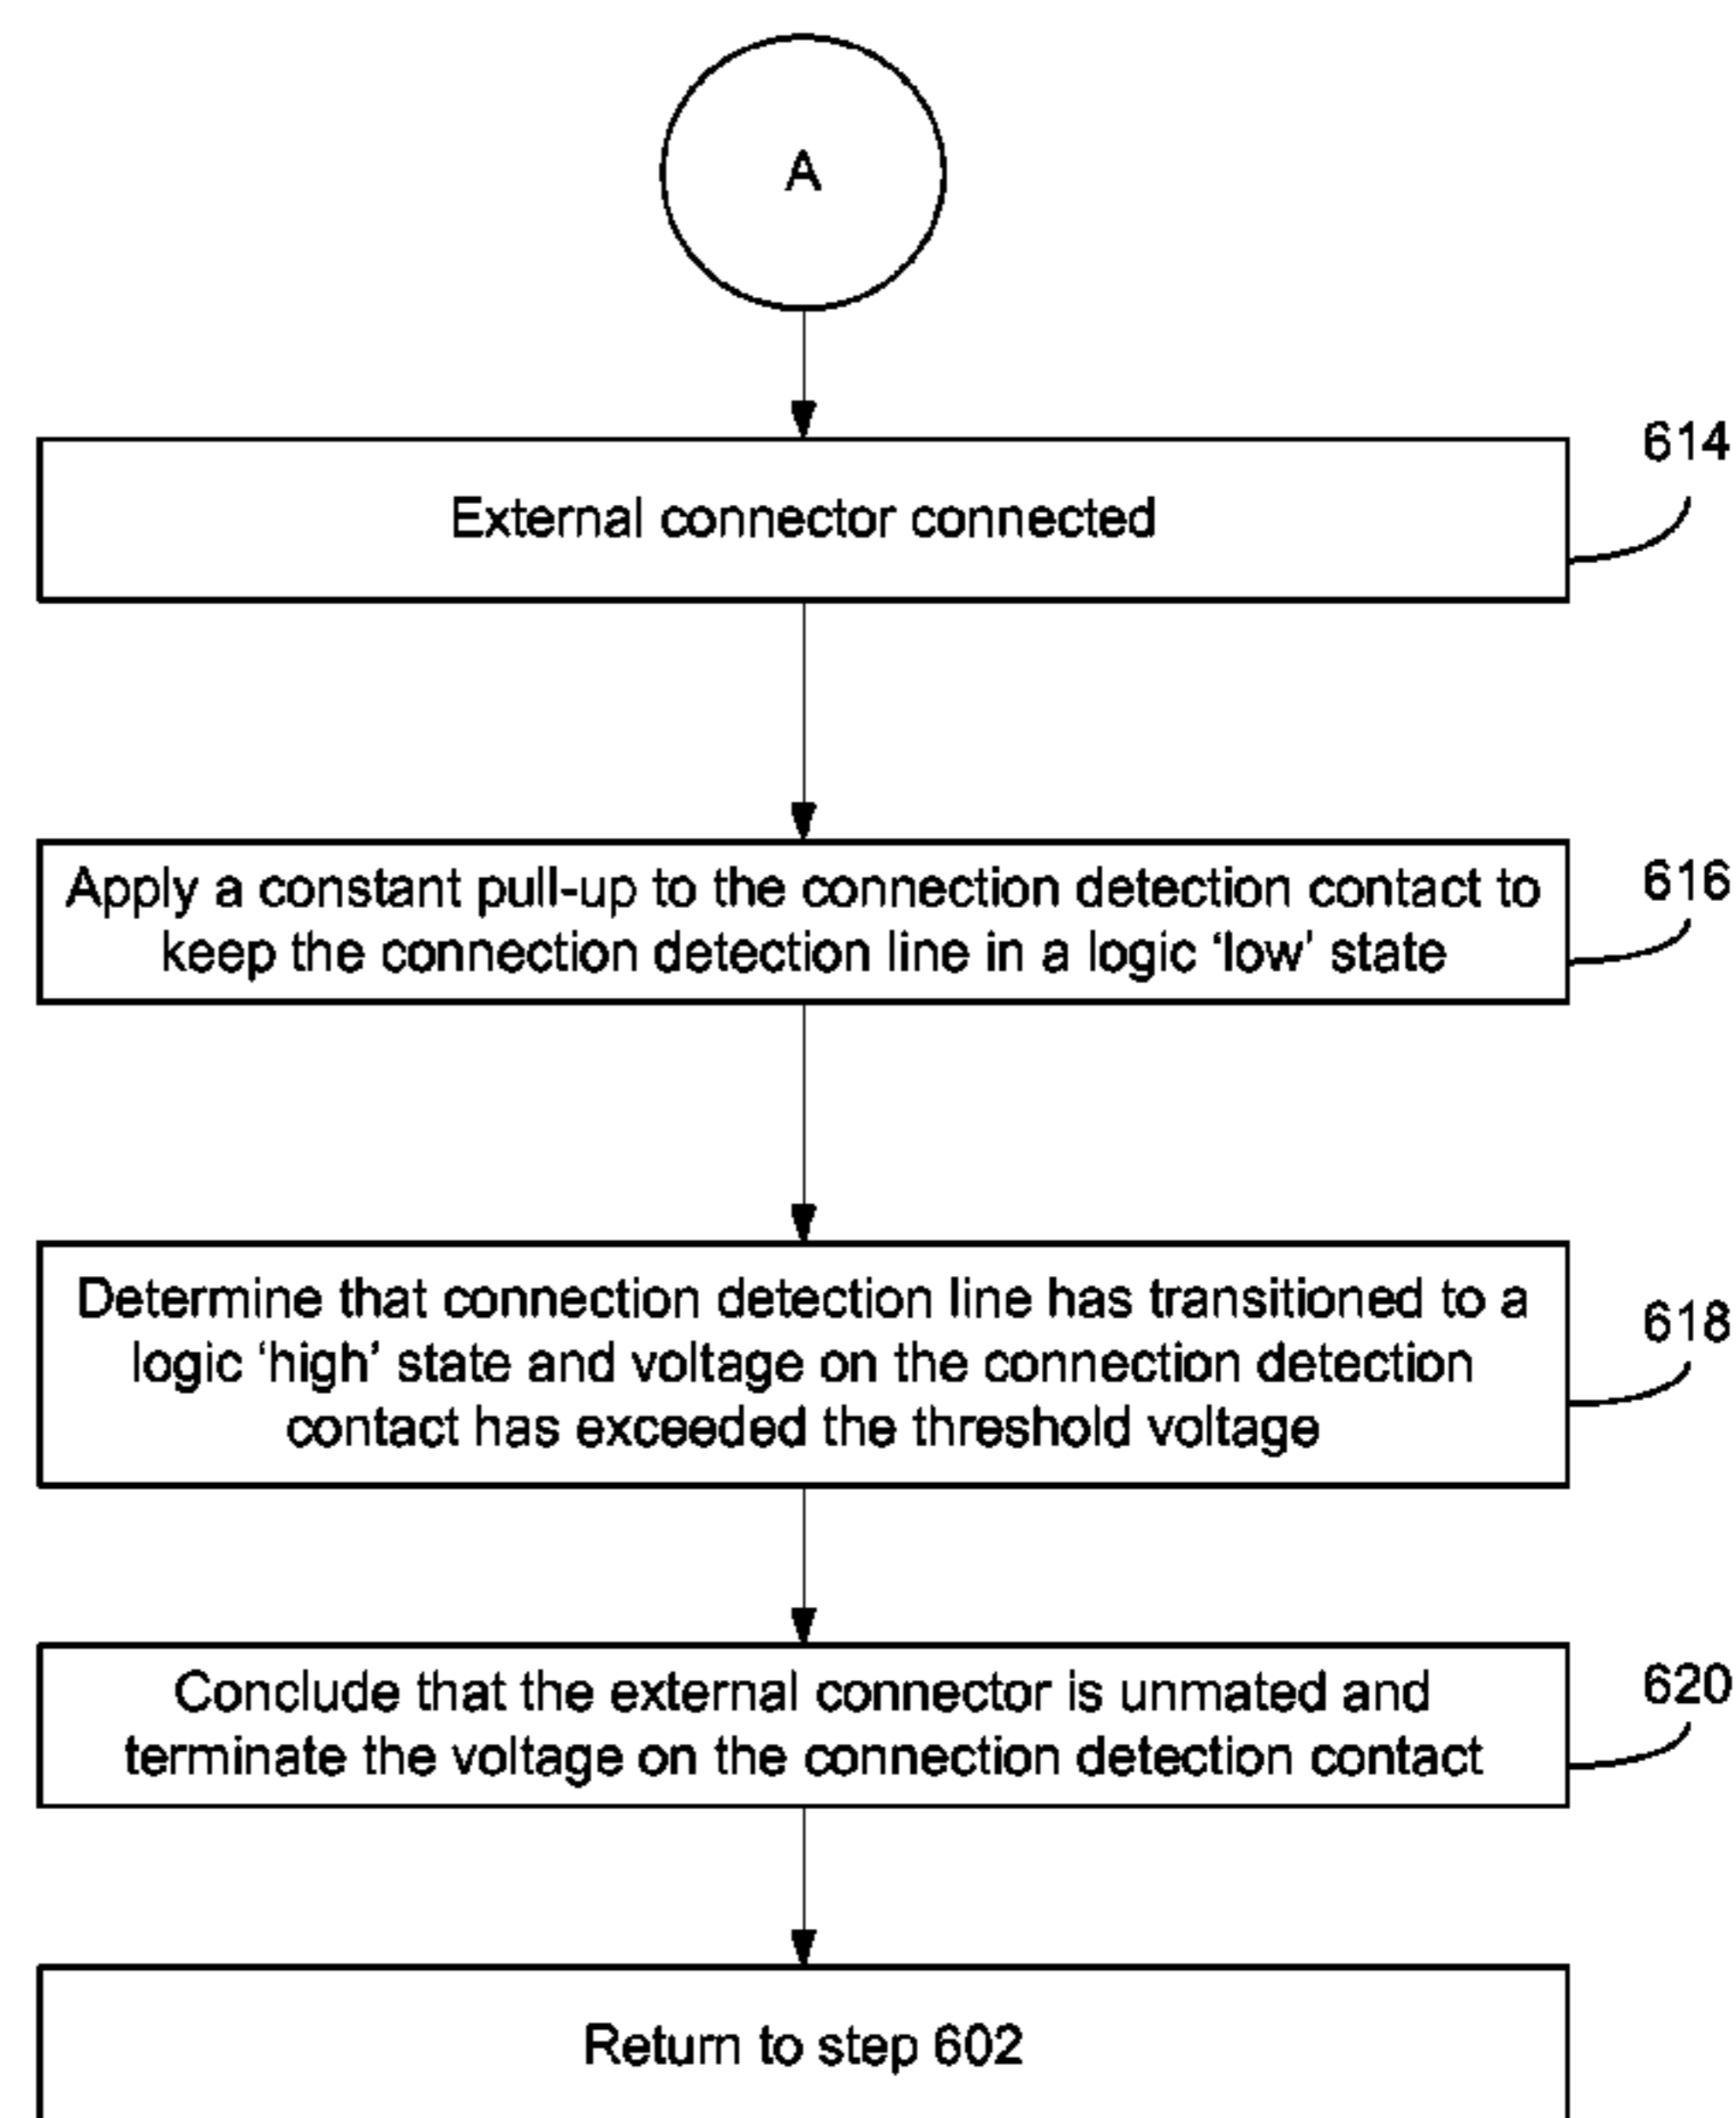 A
614
External connector connected
616
Apply a constant pull-up to the connection detection contact to
keep the connection detection line in a logic ‘low’ state
618
Determine that connection detection line has transitioned to a
logic ‘high’ state and voltage on the connection detection
contact has exceeded the threshold voltage
620
Conclude that the external connector is unmated and
terminate the voltage on the connection detection contact
Return to step 602